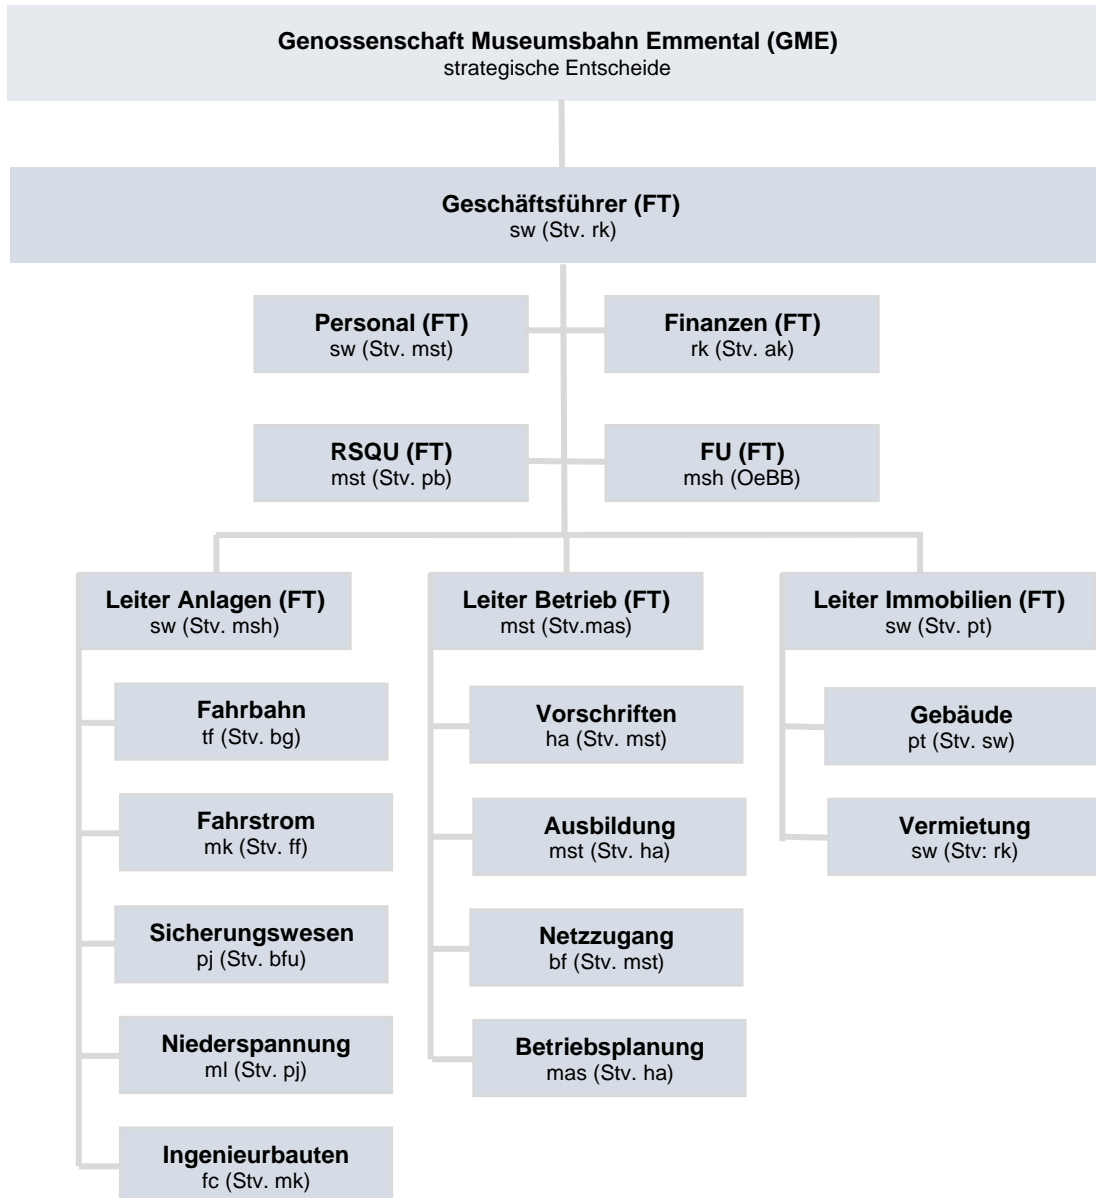 Genossenschaft Museumsbahn Emmental (GME)
strategische Entscheide
Geschäftsführer (FT)
sw (Stv. rk)
Personal (FT)
sw (Stv. mst)
Finanzen (FT)
rk (Stv. ak)
RSQU (FT)
mst (Stv. pb)
FU (FT)
msh (OeBB)
Leiter Anlagen (FT)
sw (Stv. msh)
Fahrbahn
tf (Stv. bg)
Fahrstrom
mk (Stv. ff)
Sicherungswesen
pj (Stv. bfu)
Niederspannung
ml (Stv. pj)
Ingenieurbauten
fc (Stv. mk)
Leiter Betrieb (FT)
mst (Stv.mas)
Vorschriften
ha (Stv. mst)
Ausbildung
mst (Stv. ha)
Netzzugang
bf (Stv. mst)
Betriebsplanung
mas (Stv. ha)
Leiter Immobilien (FT)
sw (Stv. pt)
Gebäude
pt (Stv. sw)
Vermietung
sw (Stv: rk)